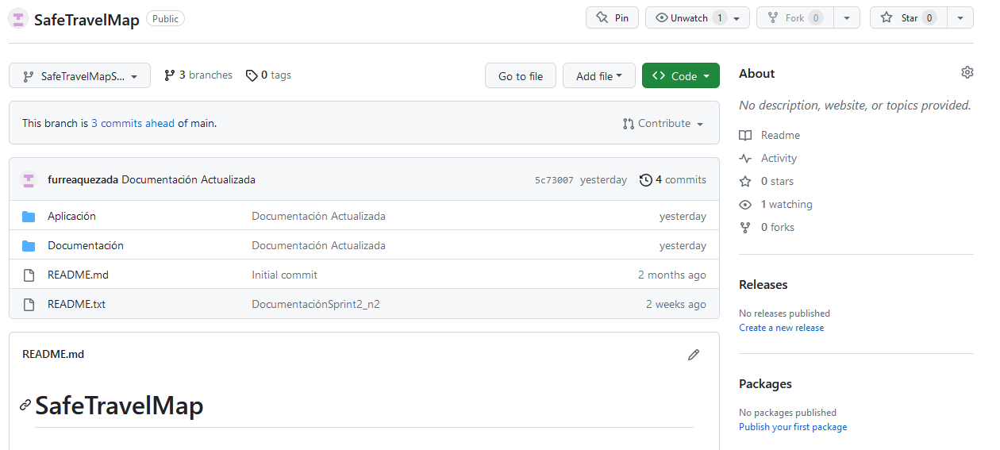 SafeTravelMap Public Pin Unwatch 1 Fork 0 Star 0
SafeTravelMapS... 3 branches 0 tags Go to file Add file Code
This branch is 3 commits ahead of main. Contribute
furreaquezada Documentación Actualizada 5c73007 yesterday 4 commits
Aplicación Documentación Actualizada yesterday
Documentación Documentación Actualizada yesterday
README.md Initial commit 2 months ago
README.txt DocumentaciónSprint2_n2 2 weeks ago
README.md
SafeTravelMap
About
No description, website, or topics provided.
Readme
Activity
0 stars
1 watching
0 forks
Releases
No releases published
Create a new release
Packages
No packages published
Publish your first package